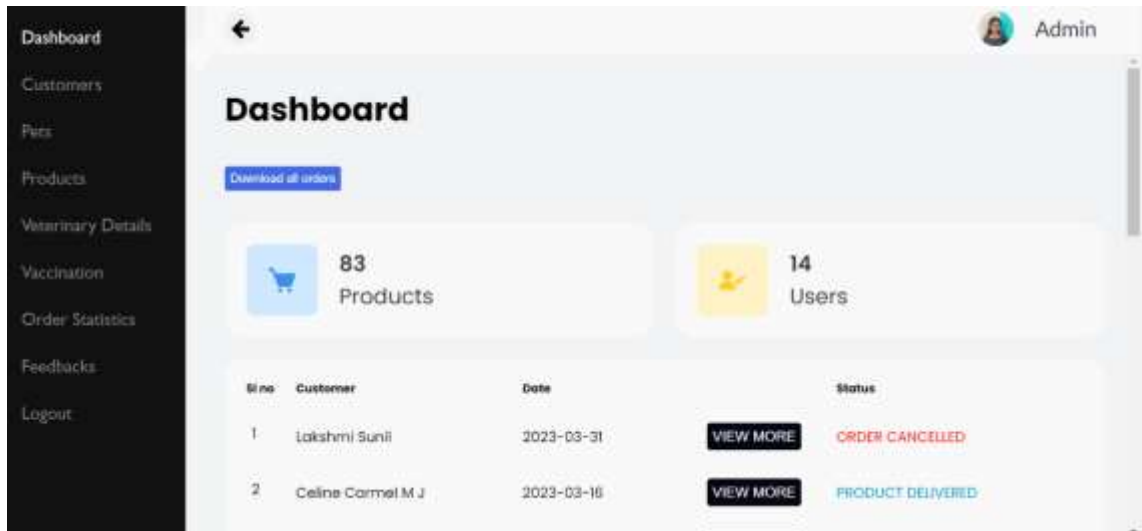 Dashboard
Customers
Pets
Products
Veterinary Details
Vaccination
Order Statistics
Feedbacks
Logout
Admin
Dashboard
Download all orders
83
Products
14
Users
Sl no Customer Date Status
1 Lakshmi Sunil 2023-03-31 VIEW MORE ORDER CANCELLED
2 Celine Carmel M J 2023-03-16 VIEW MORE PRODUCT DELIVERED